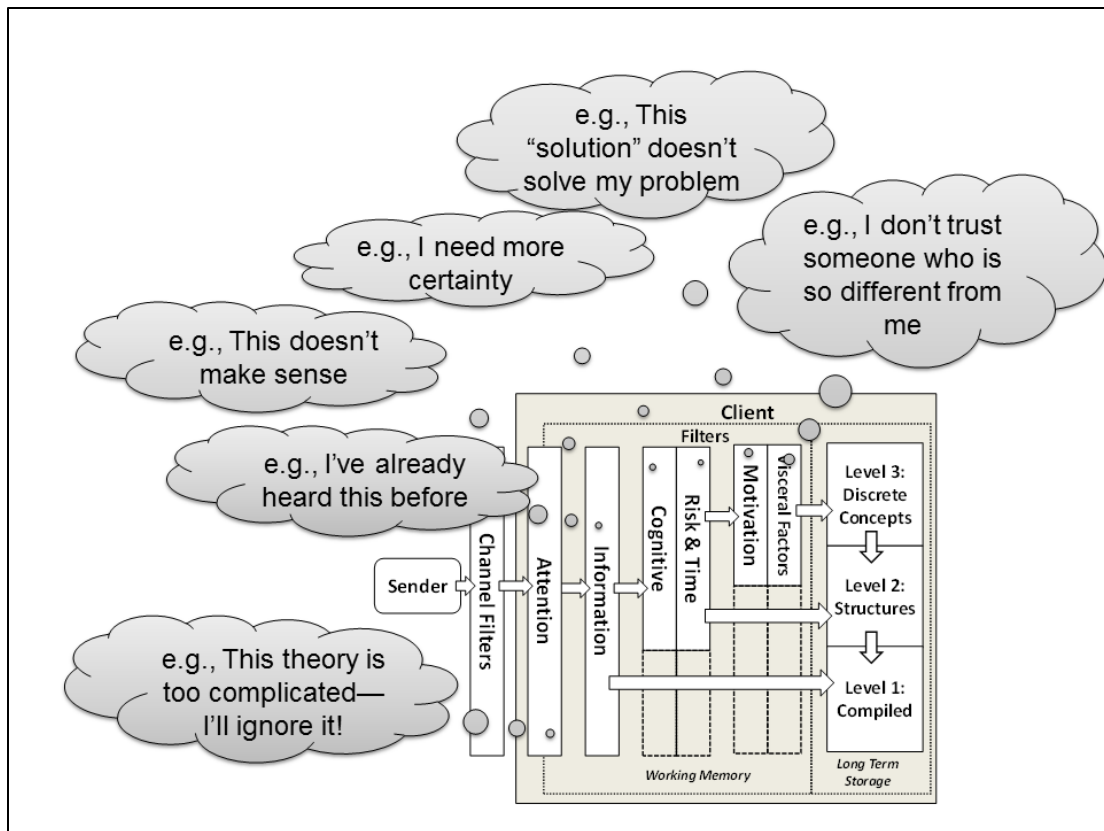 e.g., This
“solution” doesn’t
solve my problem
e.g., I don’t trust
someone who is
so different from
me
e.g., I need more
certainty
e.g., This doesn’t
make sense
e.g., I’ve already
heard this before
e.g., This theory is
too complicated—
I’ll ignore it!
Client
Filters
Sender
Channel Filters
Attention
Information
Cognitive
Risk & Time
Motivation
Visceral Factors
Level 3:
Discrete
Concepts
Level 2:
Structures
Level 1:
Compiled
Working Memory
Long Term
Storage